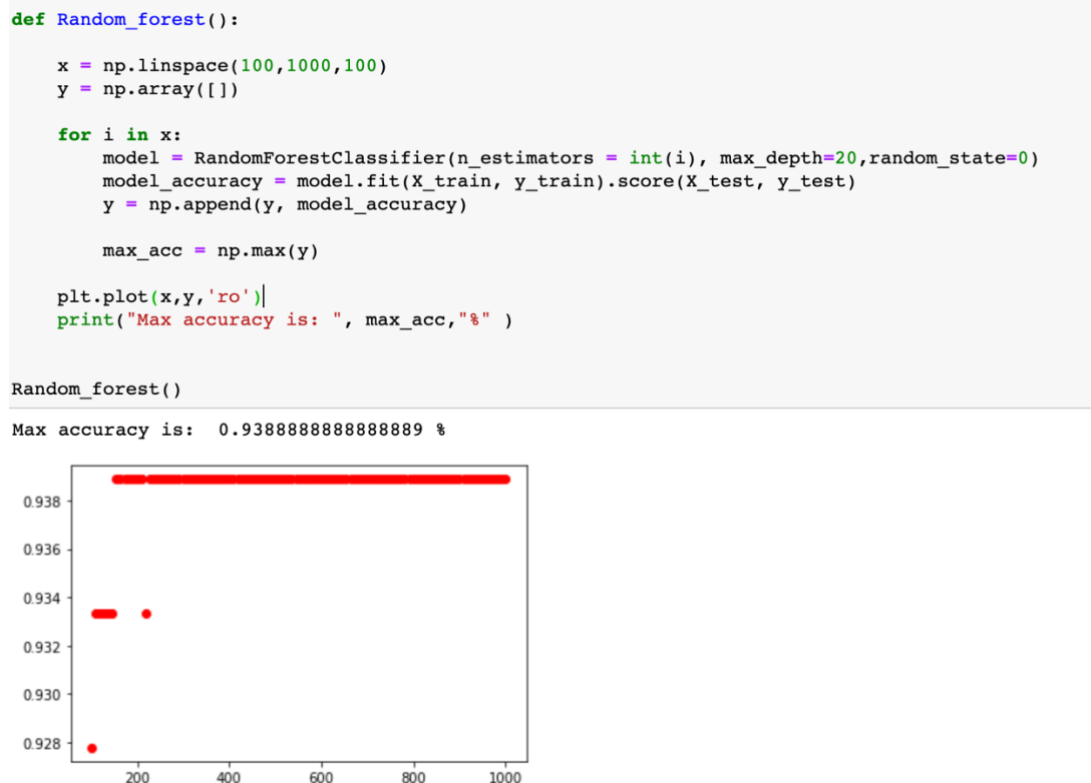 def Random_forest():
    x = np.linspace(100,1000,100)
    y = np.array([])
    for i in x:
        model = RandomForestClassifier(n_estimators = int(i), max_depth=20,random_state=0)
        model_accuracy = model.fit(X_train, y_train).score(X_test, y_test)
        y = np.append(y, model_accuracy)
        max_acc = np.max(y)
    plt.plot(x,y,'ro')
    print("Max accuracy is: ", max_acc,"%" )
Random_forest()
Max accuracy is:  0.9388888888888889 %
0.938
0.936
0.934
0.932
0.930
0.928
200 400 600 800 1000